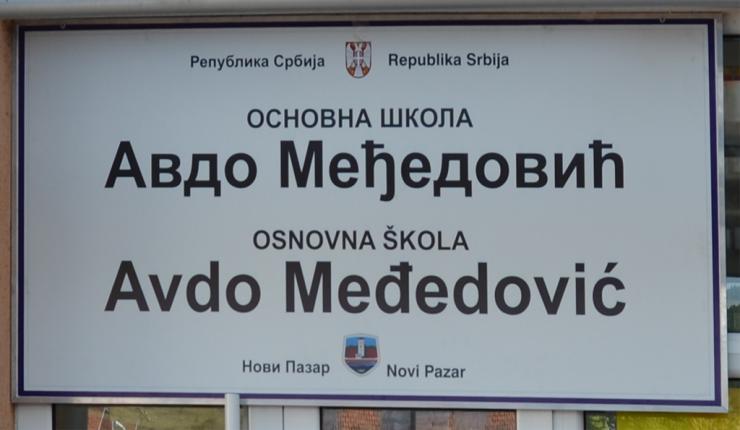 Република Србија Republika Srbija
ОСНОВНА ШКОЛА
Авдо Међедовић
OSNOVNA ŠKOLA
Avdo Međedović
Нови Пазар Novi Pazar